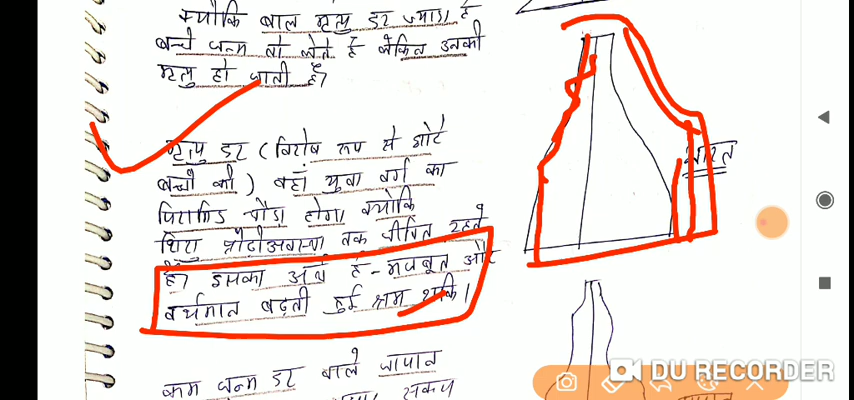 क्योकि बाल मृत्यु दर ज्यादा है
बच्चे जन्म तो लेते है लेकिन उनकी
मृत्यु हो जाती है।
मृत्यु दर (विशेष रूप से छोटे
बच्चो की) वहाँ युवा वर्ग का
पिरामिड चौडा होगा क्योकि
प्रौढोअवस्था तक जीवित रहते
है। इसका अर्थ है - मजबूत और
वर्धमान बढ़ती हुई श्रम शक्ति।
कम जन्म दर वाले जापान
भारत
जापान
DU RECORDER